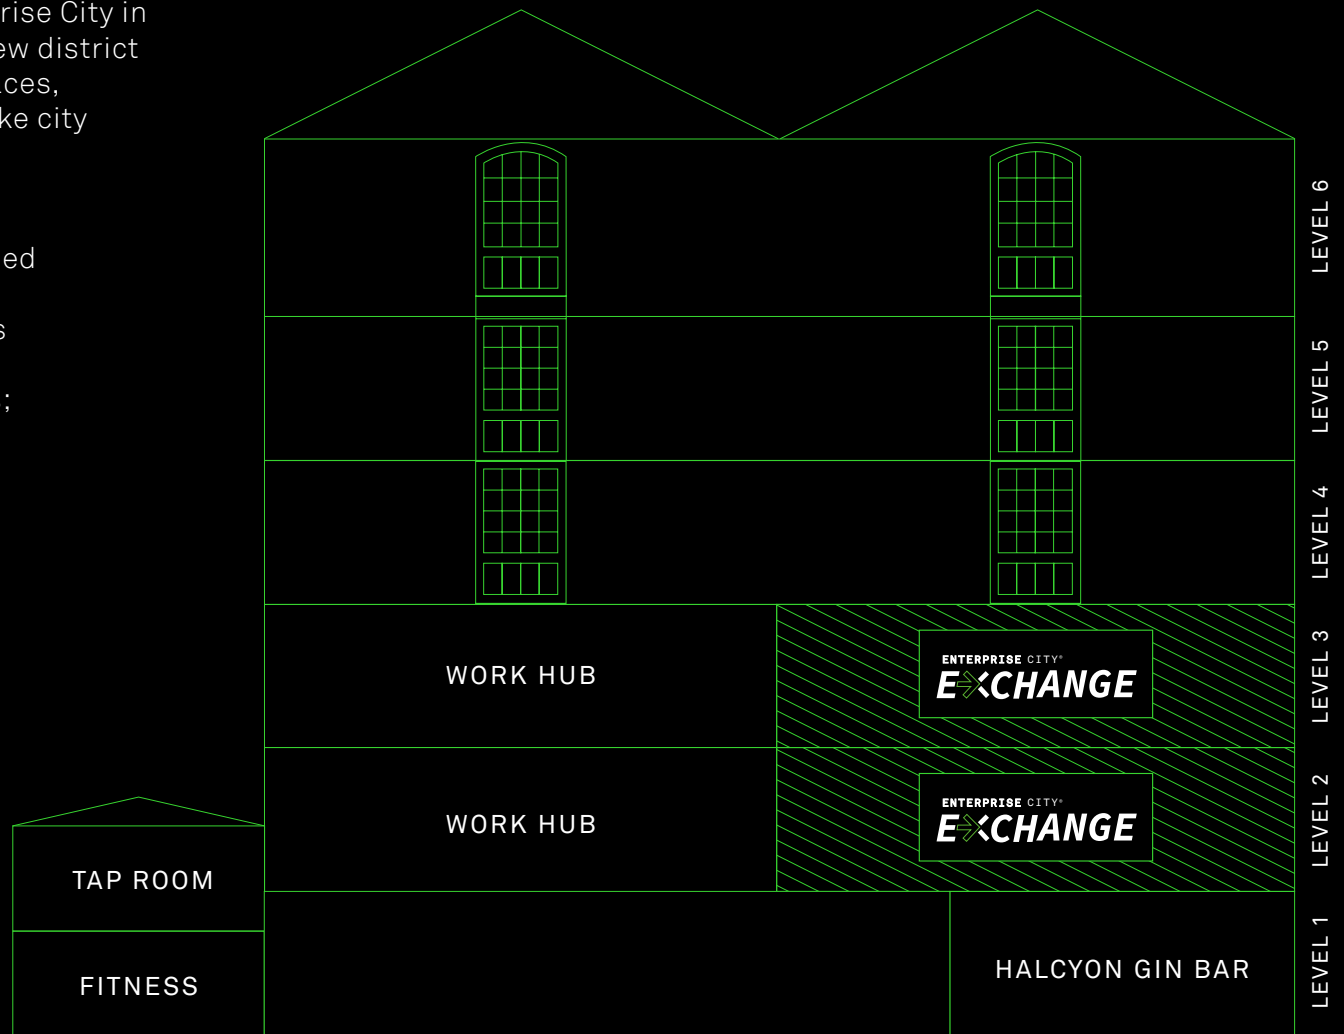 rise City in
ew district
ces,
ke city
ed
s
;
LEVEL 6
LEVEL 5
LEVEL 4
WORK HUB
ENTERPRISE CITY®
EXCHANGE
LEVEL 3
WORK HUB
ENTERPRISE CITY®
EXCHANGE
LEVEL 2
TAP ROOM
FITNESS
HALCYON GIN BAR
LEVEL 1